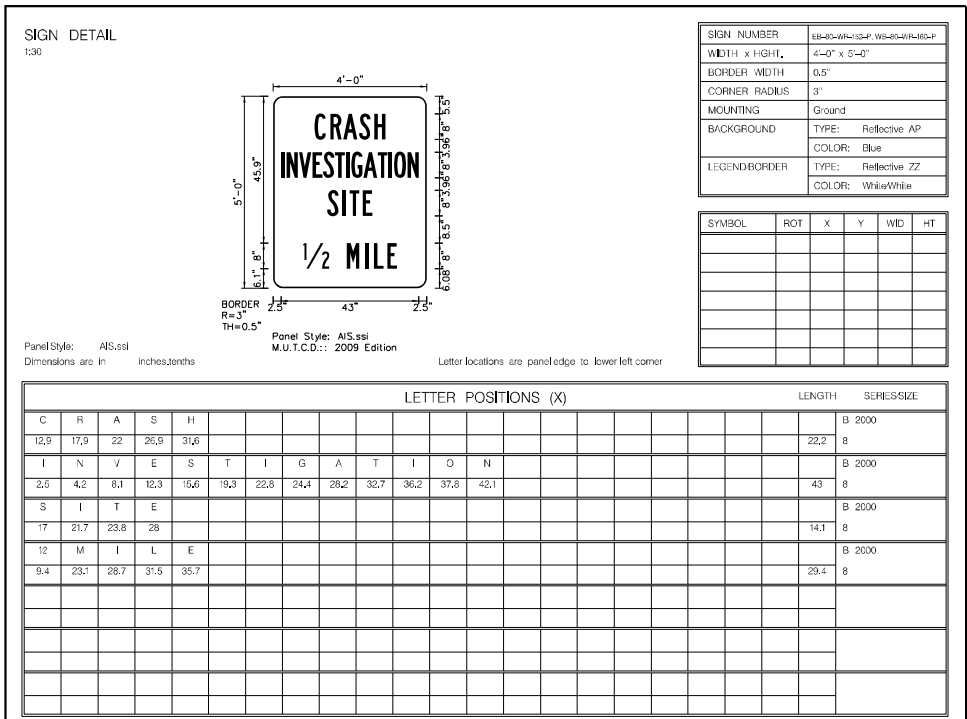 SIGN DETAIL
1:30
SIGN NUMBER EB-80-WR-152-P, WB-80-WR-160-P
WIDTH x HGHT. 4'-0" x 5'-0"
BORDER WIDTH 0.5"
CORNER RADIUS 3"
MOUNTING Ground
BACKGROUND TYPE: Reflective AP
COLOR: Blue
LEGEND/BORDER TYPE: Reflective ZZ
COLOR: White/White
SYMBOL ROT X Y WID HT
4'-0"
5'-0"
45.9"
8"
6.1"
CRASH
INVESTIGATION
SITE
1/2 MILE
5.5"
8"
3.96"
8"
3.96"
8"
8.5"
8"
6.08"
2.5" 43" 2.5"
BORDER
R=3"
TH=0.5"
Panel Style: AIS.ssi
M.U.T.C.D.: 2009 Edition
Panel Style: AIS.ssi
Dimensions are in inches.tenths
Letter locations are panel edge to lower left corner
LETTER POSITIONS (X) LENGTH SERIES/SIZE
C R A S H B 2000
12.9 17.9 22 26.9 31.6 22.2 8
I N V E S T I G A T I O N B 2000
2.5 4.2 8.1 12.3 15.6 19.3 22.8 24.4 28.2 32.7 36.2 37.8 42.1 43 8
S I T E B 2000
17 21.7 23.8 28 14.1 8
12 M I L E B 2000
9.4 23.1 28.7 31.5 35.7 29.4 8